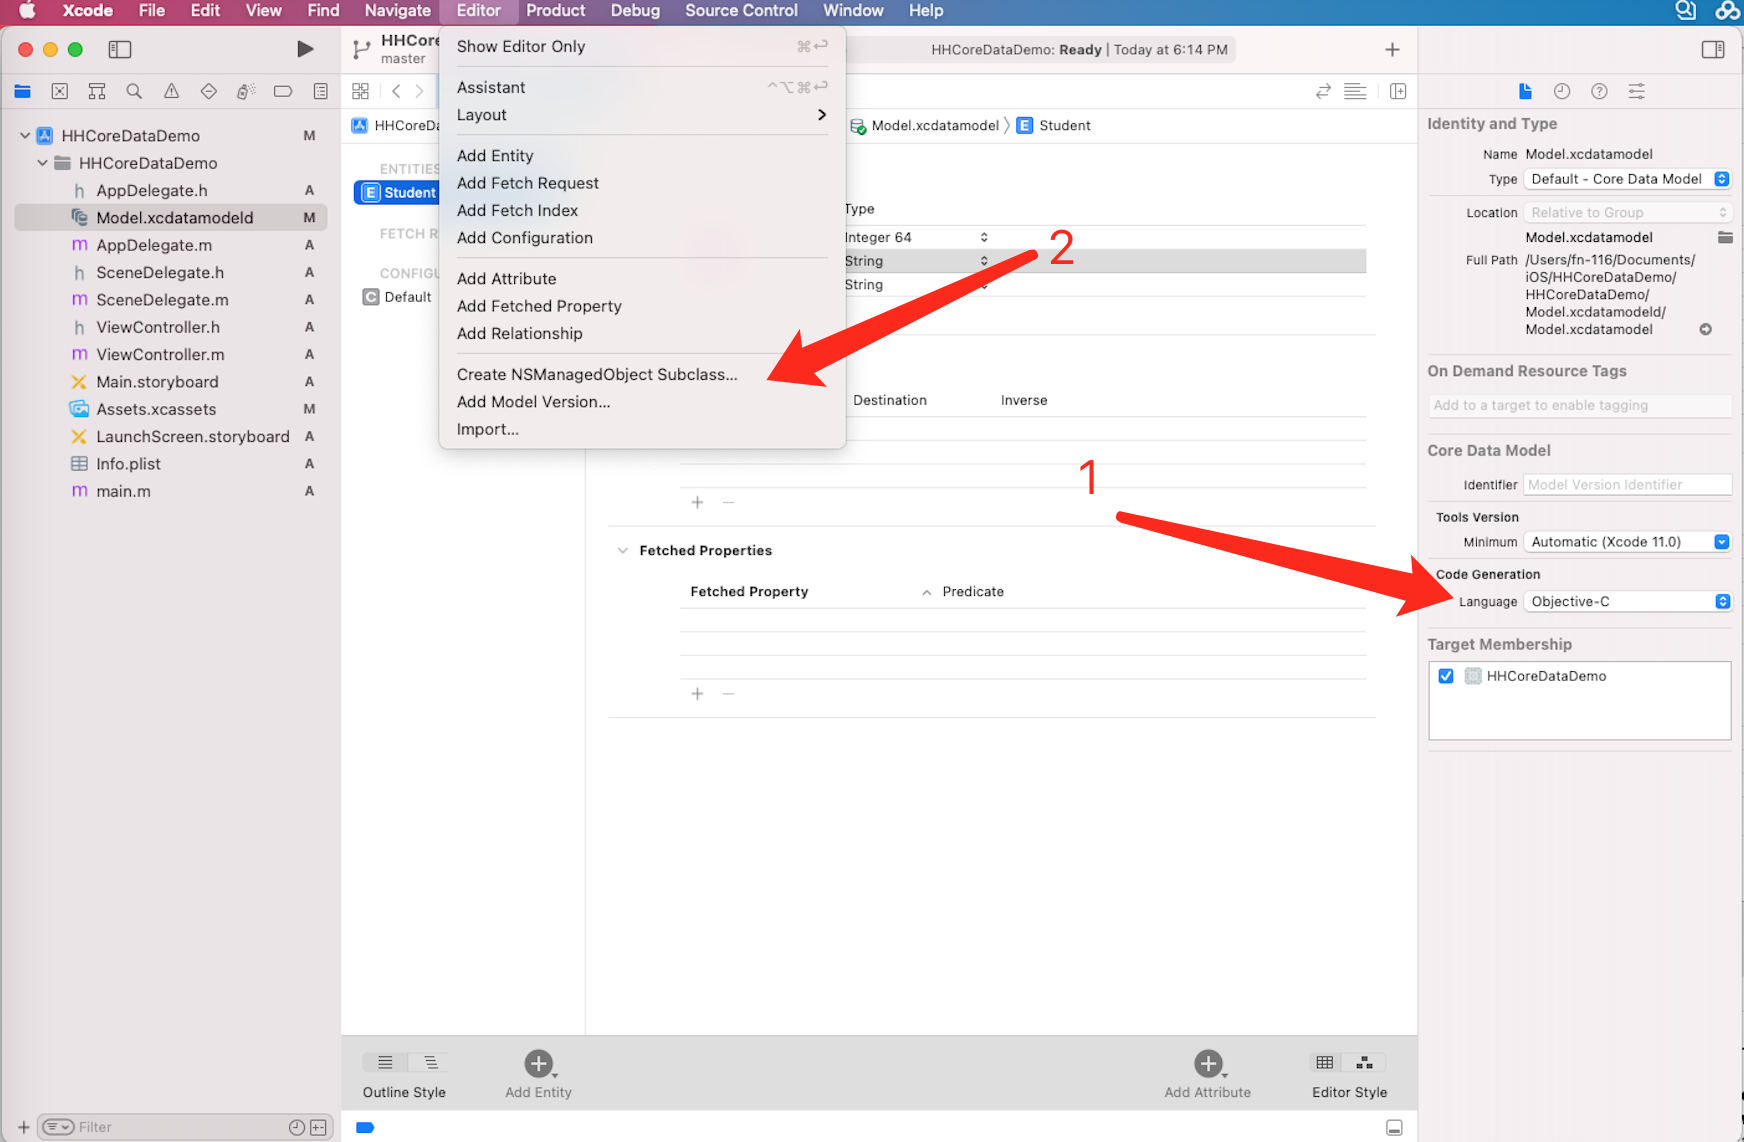 Xcode File Edit View Find Navigate Editor Product Debug Source Control Window Help
HHCore
master
HHCoreDataDemo: Ready | Today at 6:14 PM
HHCoreDataDemo M
HHCoreDataDemo
AppDelegate.h A
Model.xcdatamodeld M
AppDelegate.m A
SceneDelegate.h A
SceneDelegate.m A
ViewController.h A
ViewController.m A
Main.storyboard A
Assets.xcassets M
LaunchScreen.storyboard A
Info.plist A
main.m A
Filter
HHCoreDa
Model.xcdatamodel
E Student
ENTITIES
E Student
FETCH R
CONFIGU
C Default
Show Editor Only ⌘↩
Assistant ^⌥⌘↩
Layout
Add Entity
Add Fetch Request
Add Fetch Index
Add Configuration
Add Attribute
Add Fetched Property
Add Relationship
Create NSManagedObject Subclass...
Add Model Version...
Import...
Type
Integer 64
String
String
2
Destination Inverse
1
Fetched Properties
Fetched Property Predicate
Outline Style
Add Entity
Add Attribute
Editor Style
Identity and Type
Name Model.xcdatamodel
Type Default - Core Data Model
Location Relative to Group
Model.xcdatamodel
Full Path /Users/fn-116/Documents/
iOS/HHCoreDataDemo/
HHCoreDataDemo/
Model.xcdatamodeld/
Model.xcdatamodel
On Demand Resource Tags
Add to a target to enable tagging
Core Data Model
Identifier Model Version Identifier
Tools Version
Minimum Automatic (Xcode 11.0)
Code Generation
Language Objective-C
Target Membership
HHCoreDataDemo